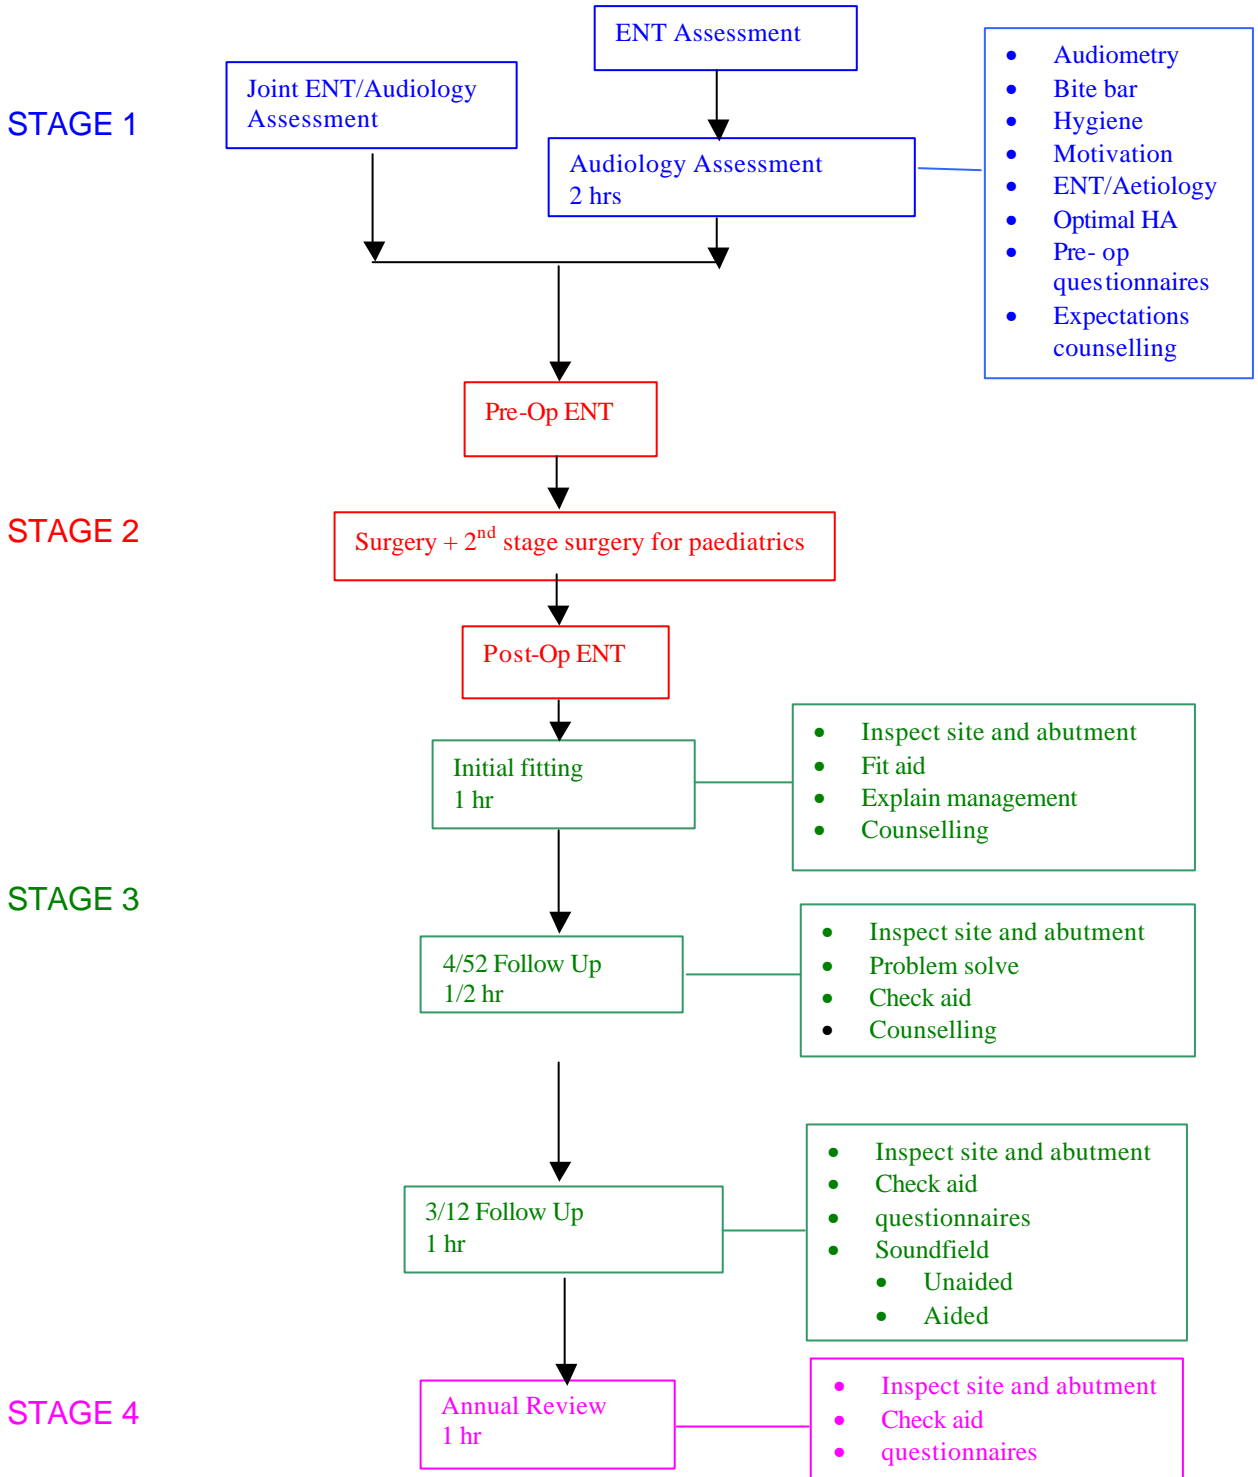 ENT Assessment
• Audiometry
• Bite bar
• Hygiene
• Motivation
• ENT/Aetiology
• Optimal HA
• Pre- op
questionnaires
• Expectations
counselling
STAGE 1
Joint ENT/Audiology
Assessment
Audiology Assessment
2 hrs
Pre-Op ENT
STAGE 2
Surgery + 2nd stage surgery for paediatrics
Post-Op ENT
Initial fitting
1 hr
• Inspect site and abutment
• Fit aid
• Explain management
• Counselling
STAGE 3
4/52 Follow Up
1/2 hr
• Inspect site and abutment
• Problem solve
• Check aid
• Counselling
3/12 Follow Up
1 hr
• Inspect site and abutment
• Check aid
• questionnaires
• Soundfield
• Unaided
• Aided
STAGE 4
Annual Review
1 hr
• Inspect site and abutment
• Check aid
• questionnaires